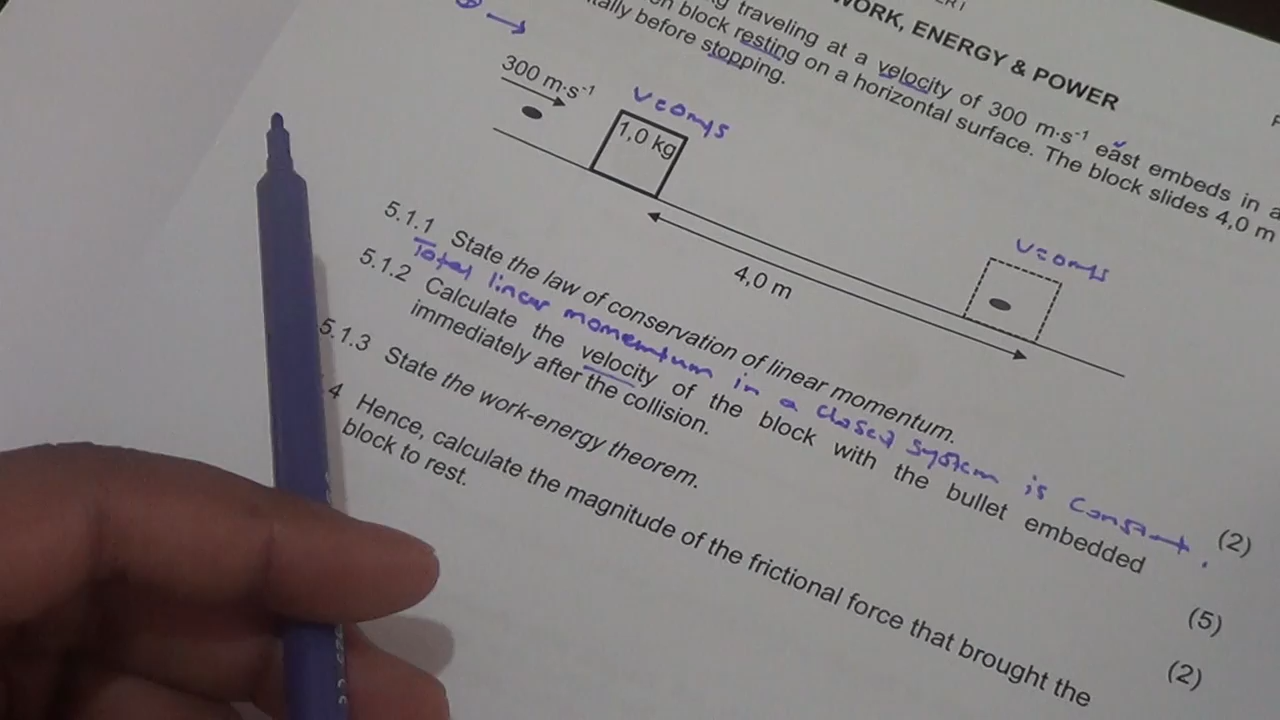 WORK, ENERGY & POWER
traveling at a velocity of 300 m·s⁻¹ east embeds in a
block resting on a horizontal surface. The block slides 4,0 m
before stopping.
300 m·s⁻¹
v=0m/s
1,0 kg
4,0 m
v=0m/s
5.1.1 State the law of conservation of linear momentum.
Total linear momentum in a closed system is constant.
(2)
5.1.2 Calculate the velocity of the block with the bullet embedded
immediately after the collision.
(5)
5.1.3 State the work-energy theorem.
(2)
4 Hence, calculate the magnitude of the frictional force that brought the
block to rest.